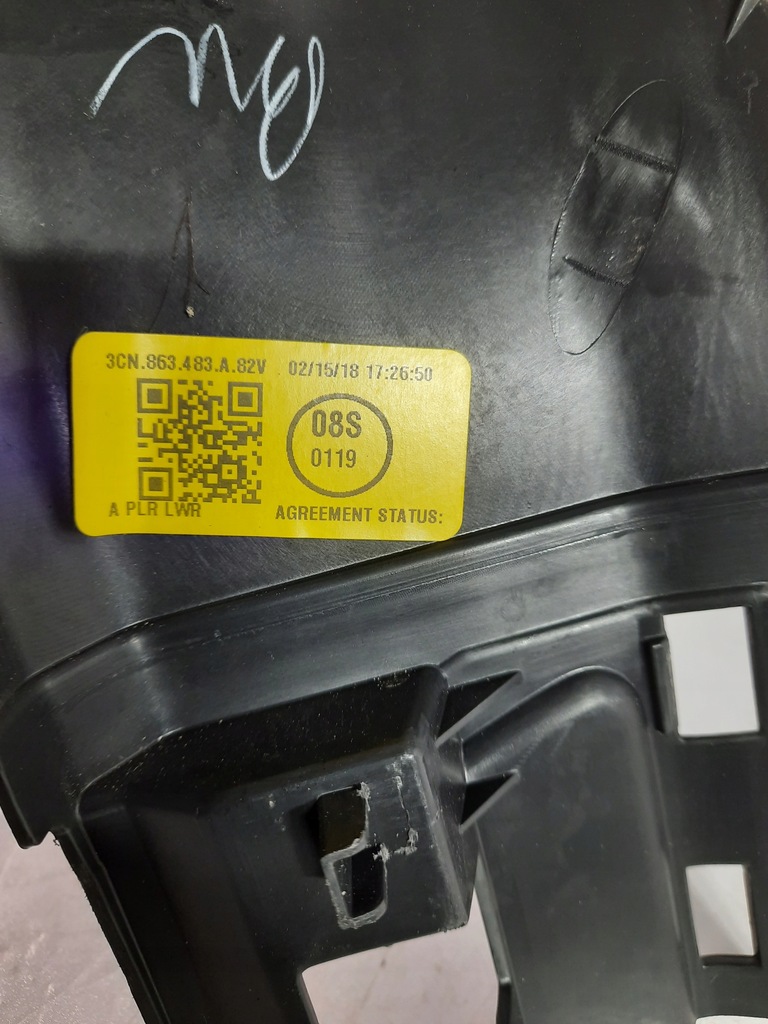 3CN.863.483.A.82V 02/15/18 17:26:50
08S
0119
A PLR LWR AGREEMENT STATUS: